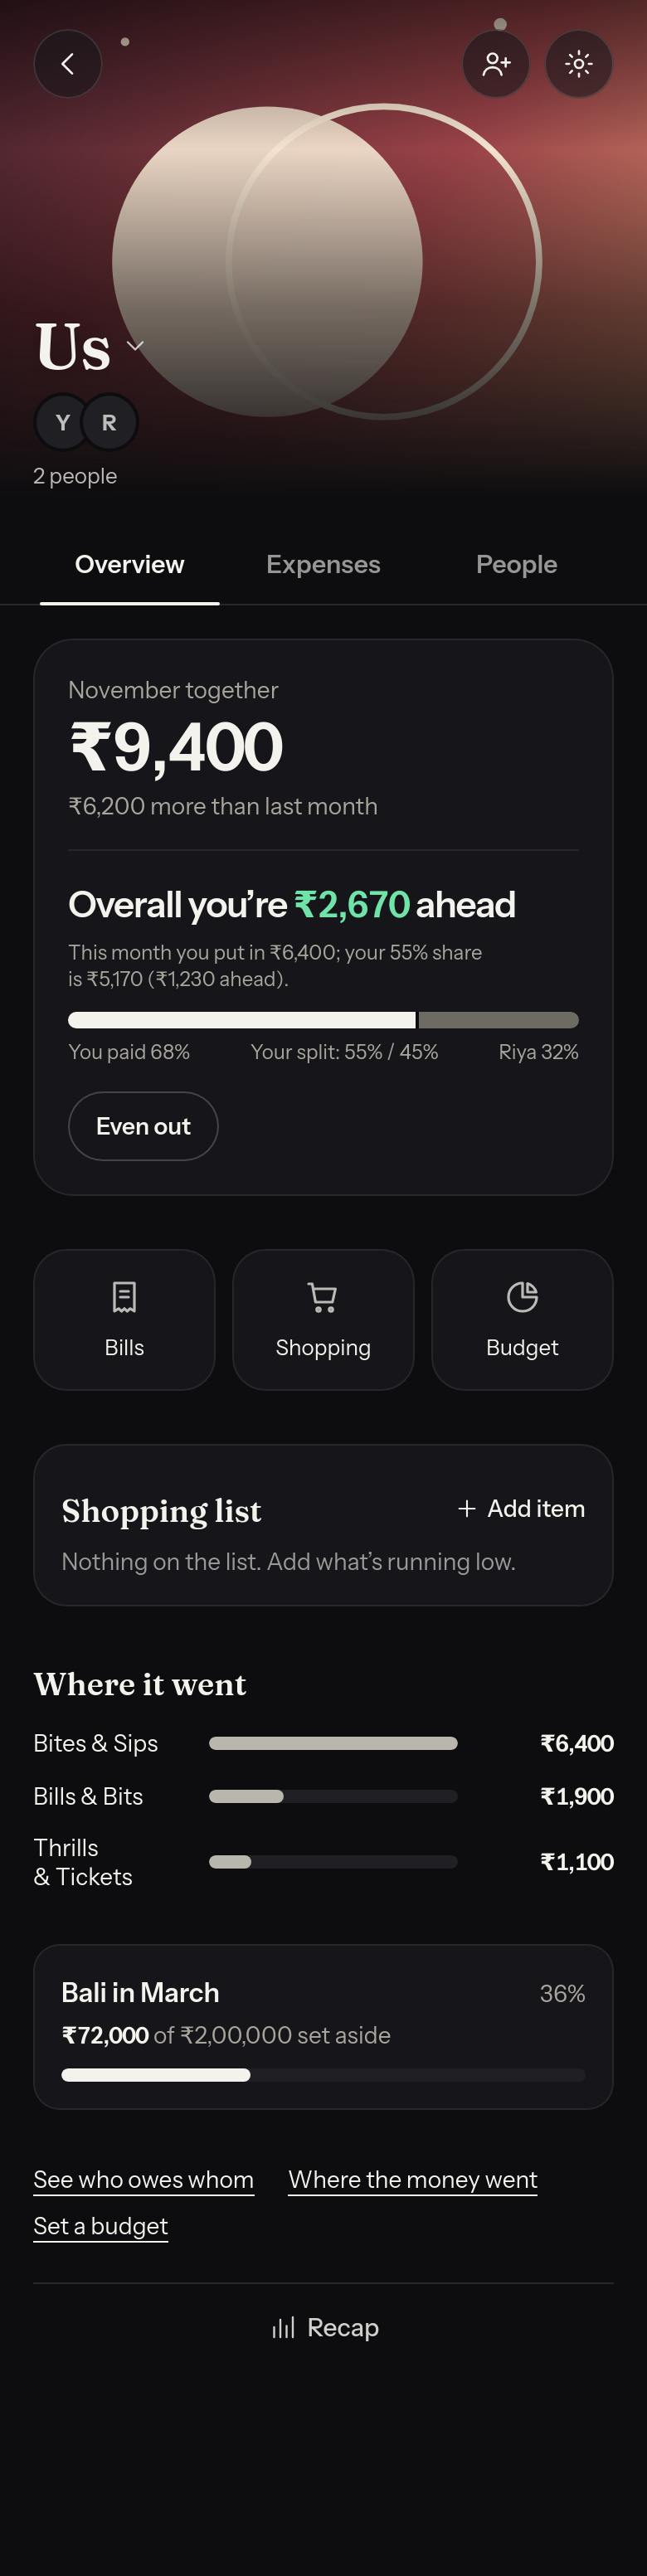 Us
Y R
2 people
Overview Expenses People
November together
₹9,400
₹6,200 more than last month
Overall you’re ₹2,670 ahead
This month you put in ₹6,400; your 55% share
is ₹5,170 (₹1,230 ahead).
You paid 68% Your split: 55% / 45% Riya 32%
Even out
Bills Shopping Budget
Shopping list + Add item
Nothing on the list. Add what’s running low.
Where it went
Bites & Sips ₹6,400
Bills & Bits ₹1,900
Thrills
& Tickets ₹1,100
Bali in March 36%
₹72,000 of ₹2,00,000 set aside
See who owes whom Where the money went
Set a budget
Recap